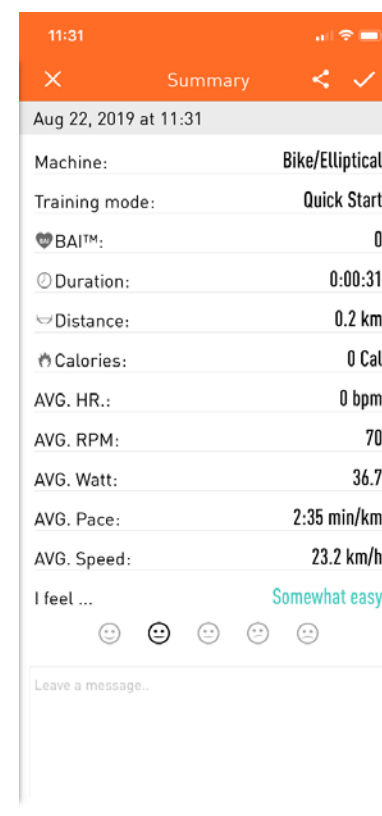 11:31
Summary
Aug 22, 2019 at 11:31
Machine: Bike/Elliptical
Training mode: Quick Start
BAI™: 0
Duration: 0:00:31
Distance: 0.2 km
Calories: 0 Cal
AVG. HR.: 0 bpm
AVG. RPM: 70
AVG. Watt: 36.7
AVG. Pace: 2:35 min/km
AVG. Speed: 23.2 km/h
I feel ... Somewhat easy
Leave a message..